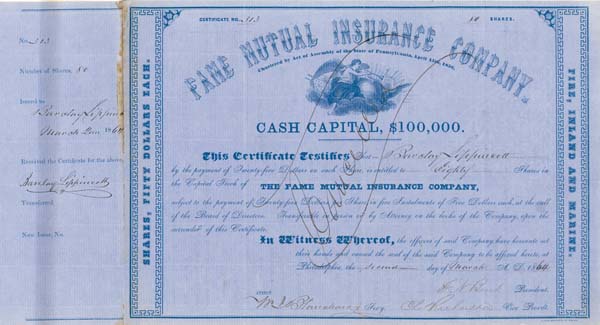 No. 313
Number of Shares, 80
Issued to
Barclay Lippincott
March 2nd 1864
Received the Certificate for the above,
Barclay Lippincott
Transferred
New Issue, No.
SHARES, FIFTY DOLLARS EACH.
CERTIFICATE NO. 313
80 SHARES.
FAME MUTUAL INSURANCE COMPANY.
Chartered by Act of Assembly of the State of Pennsylvania, April 1856.
CASH CAPITAL, $100,000.
This Certificate Testifies that Barclay Lippincott
by the payment of Twenty-five Dollars on each Share, is entitled to Eighty Shares in
the Capital Stock of
THE FAME MUTUAL INSURANCE COMPANY,
subject to the payment of Twenty-five Dollars per Share in five Instalments of Five Dollars each, at the call
of the Board of Directors. Transferable in person or by Attorney on the books of the Company, upon the
surrender of this Certificate.
In Witness Whereof, the officers of said Company have hereunto set
their hands and caused the seal of the said Company to be affixed hereto, at
Philadelphia, the second day of March A.D. 1864
President.
Secy.
Vice Presdt.
FIRE, INLAND AND MARINE.